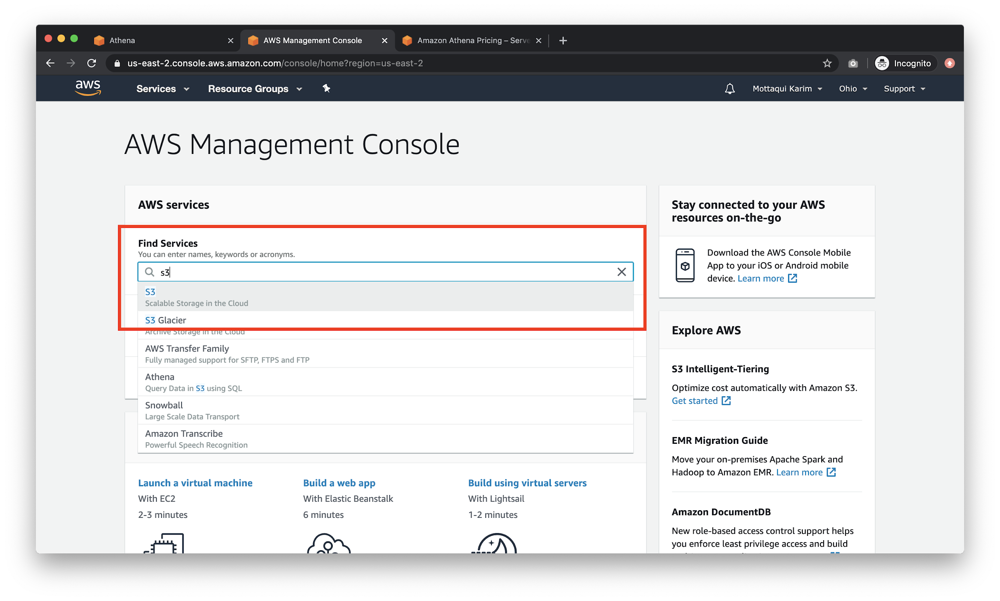 Athena
AWS Management Console
Amazon Athena Pricing – Serve
us-east-2.console.aws.amazon.com/console/home?region=us-east-2
Incognito
aws
Services
Resource Groups
Mottaqui Karim
Ohio
Support
AWS Management Console
AWS services
Find Services
You can enter names, keywords or acronyms.
s3
S3
Scalable Storage in the Cloud
S3 Glacier
Archive Storage in the Cloud
AWS Transfer Family
Fully managed support for SFTP, FTPS and FTP
Athena
Query Data in S3 using SQL
Snowball
Large Scale Data Transport
Amazon Transcribe
Powerful Speech Recognition
Launch a virtual machine
With EC2
2-3 minutes
Build a web app
With Elastic Beanstalk
6 minutes
Build using virtual servers
With Lightsail
1-2 minutes
Stay connected to your AWS
resources on-the-go
Download the AWS Console Mobile
App to your iOS or Android mobile
device. Learn more
Explore AWS
S3 Intelligent-Tiering
Optimize cost automatically with Amazon S3.
Get started
EMR Migration Guide
Move your on-premises Apache Spark and
Hadoop to Amazon EMR. Learn more
Amazon DocumentDB
New role-based access control support helps
you enforce least privilege access and build